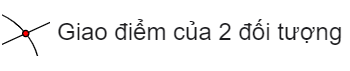 Giao điểm của 2 đối tượng